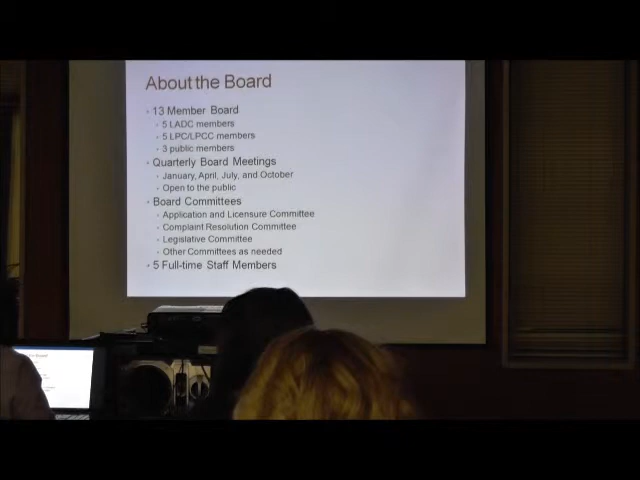 About the Board
• 13 Member Board
• 5 LADC members
• 5 LPC/LPCC members
• 3 public members
• Quarterly Board Meetings
• January, April, July, and October
• Open to the public
• Board Committees
• Application and Licensure Committee
• Complaint Resolution Committee
• Legislative Committee
• Other Committees as needed
• 5 Full-time Staff Members